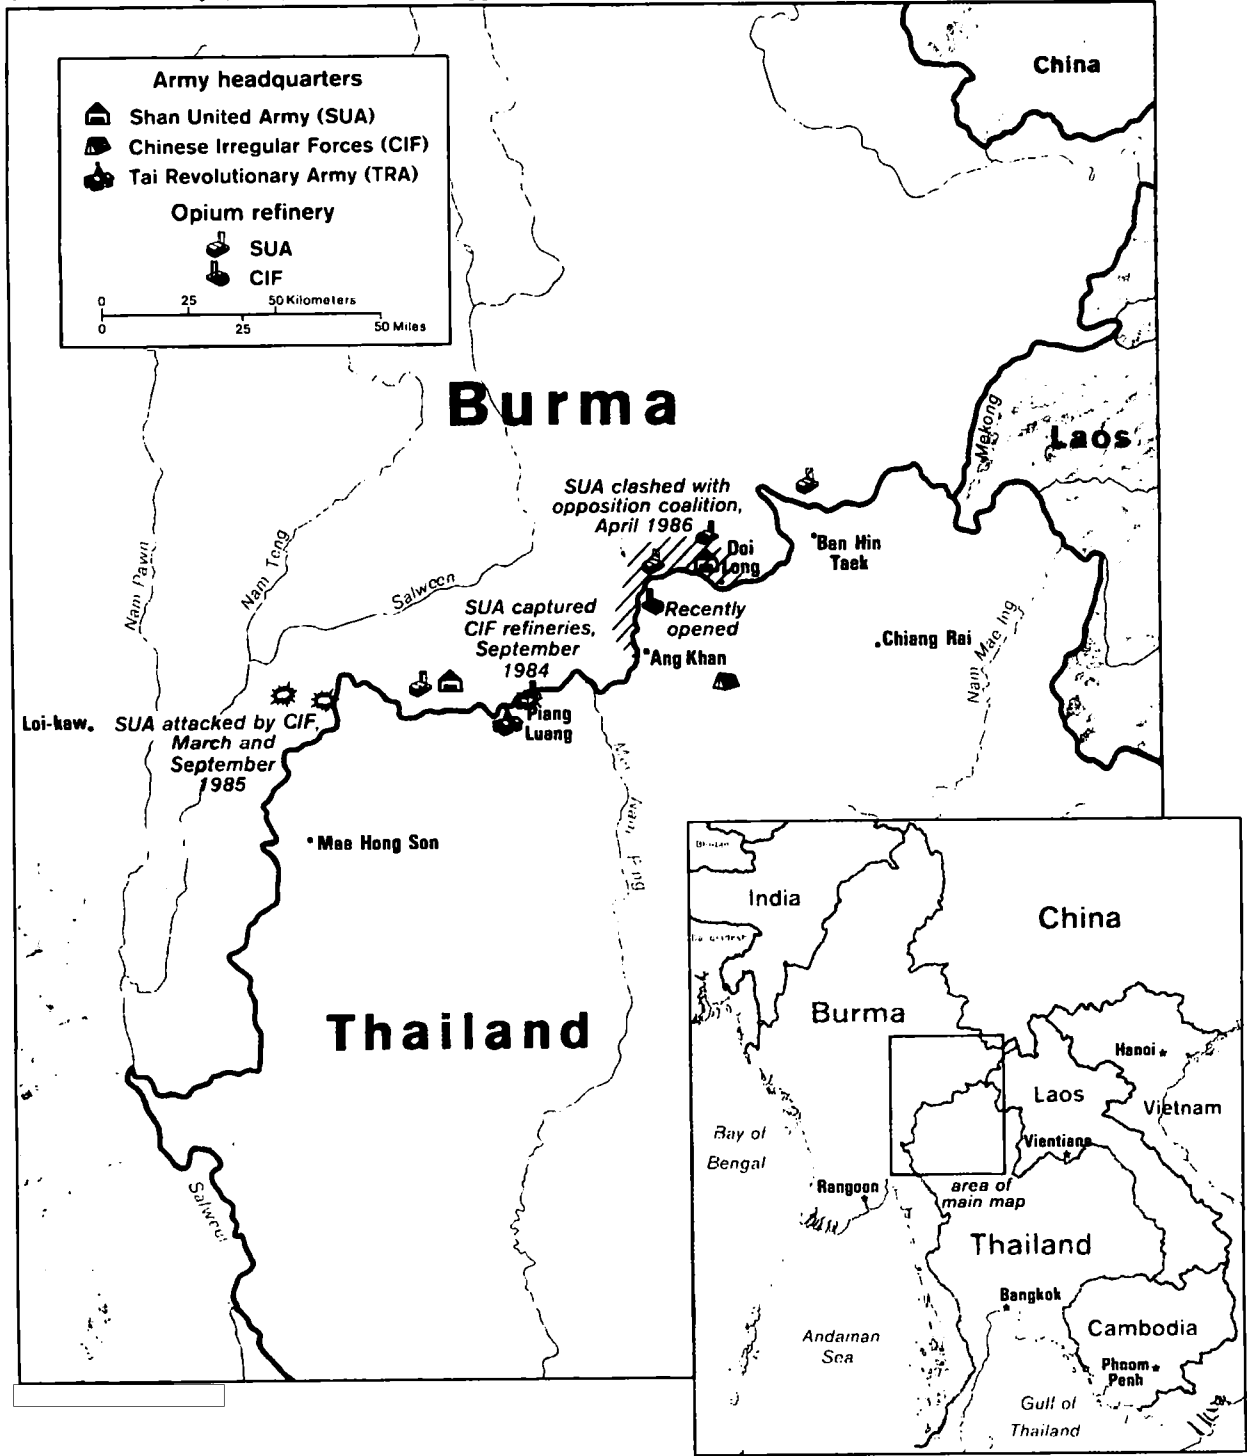 Army headquarters
Shan United Army (SUA)
Chinese Irregular Forces (CIF)
Tai Revolutionary Army (TRA)
Opium refinery
SUA
CIF
0 25 50 Kilometers
0 25 50 Miles
China
Burma
Mekong
Laos
SUA clashed with
opposition coalition,
April 1986
Doi
Long
Ban Hin
Taek
Nam Pawn
Nam Teng
Salween
SUA captured
CIF refineries,
September
1984
Recently
opened
Ang Khan
Chiang Rai
Nam Mae Ing
Loi-kaw
SUA attacked by CIF,
March and
September
1985
Piang
Luang
Mae Hong Son
Thailand
Salween
India
China
Burma
Hanoi
Laos
Vietnam
Bay of
Bengal
Vientiane
Rangoon
area of
main map
Thailand
Bangkok
Cambodia
Andaman
Sea
Phnom
Penh
Gulf of
Thailand